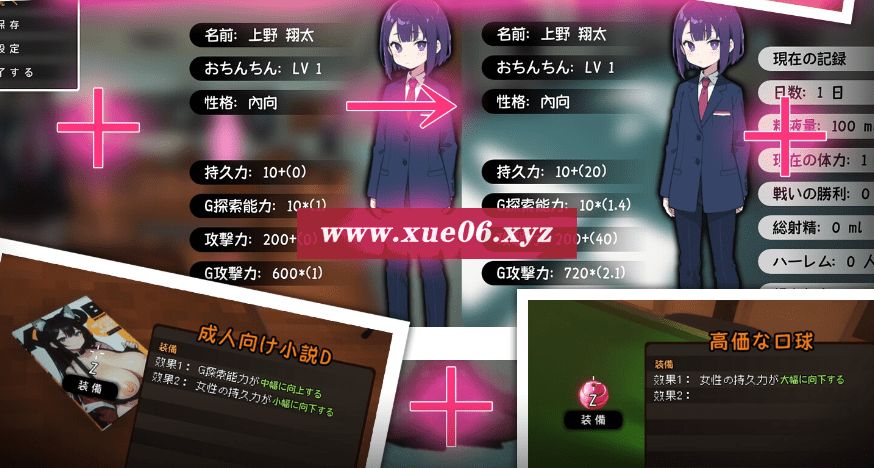 保存
設定
了する
名前: 上野 翔太
おちんちん: LV 1
性格: 內向
持久力: 10+(0)
G探索能力: 10*(1)
攻撃力: 200+(0)
G攻撃力: 600*(1)
名前: 上野 翔太
おちんちん: LV 1
性格: 內向
持久力: 10+(20)
G探索能力: 10*(1.4)
200+(40)
G攻撃力: 720*(2.1)
現在の記録
日数: 1 日
精液量: 100 m
現在の体力: 1
戦いの勝利: 0
総射精: 0 ml
ハーレム: 0 人
www.xue06.xyz
Z
装備
成人向け小説D
装備
効果1: G探索能力が中幅に向上する
効果2: 女性の持久力が小幅に向下する
Z
装備
高価な口球
装備
効果1: 女性の持久力が大幅に向下する
効果2: